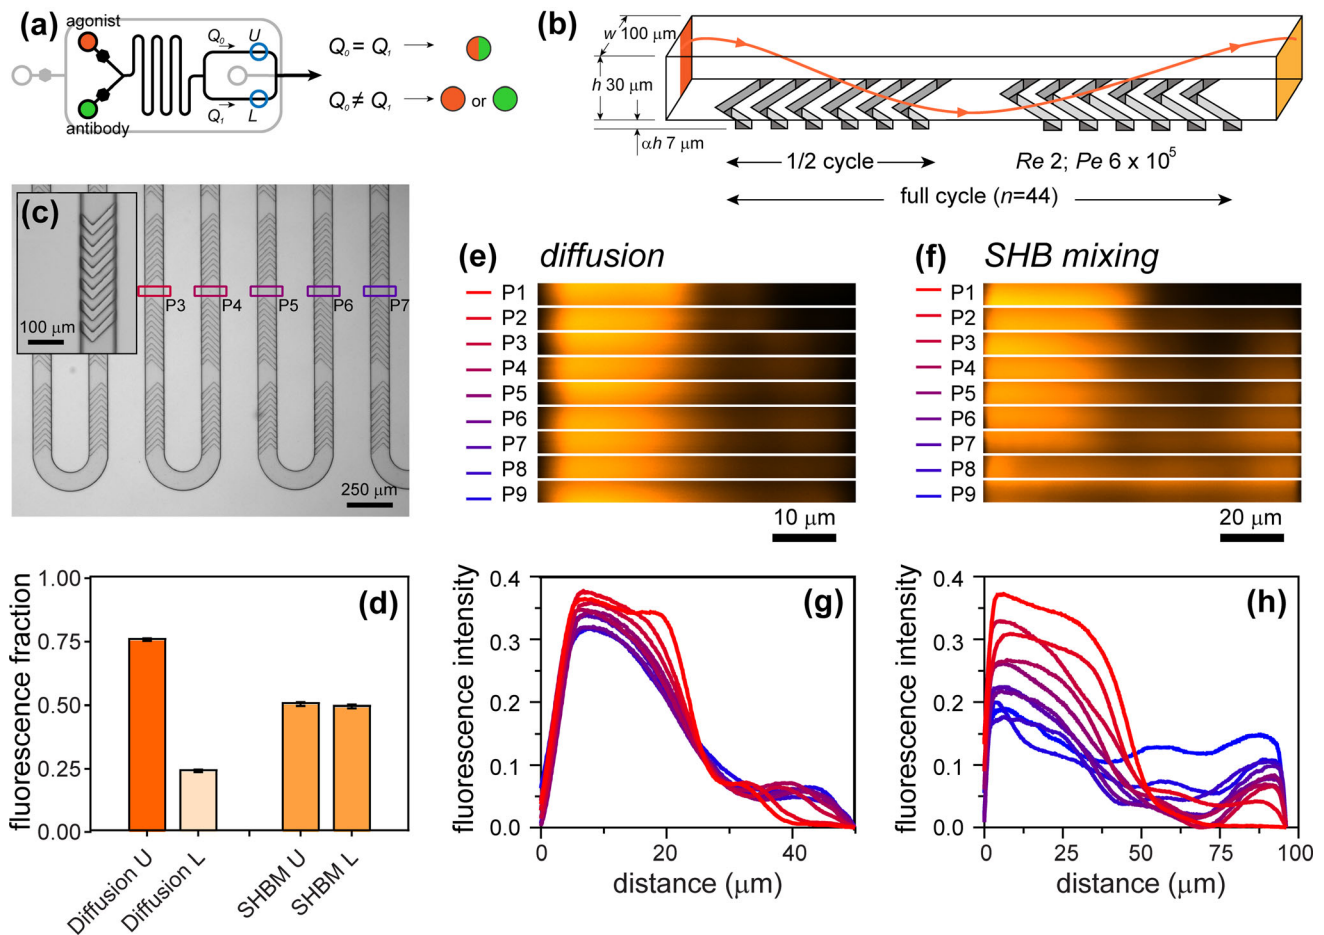 (a)
agonist
antibody
Q₀
U
Q₁
L
Q₀ = Q₁
Q₀ ≠ Q₁
or
(b)
w 100 μm
h 30 μm
αh 7 μm
1/2 cycle
Re 2; Pe 6 x 10⁵
full cycle (n=44)
(c)
100 μm
P3
P4
P5
P6
P7
250 μm
(d)
fluorescence fraction
1.00
0.75
0.50
0.25
0.00
Diffusion U
Diffusion L
SHBM U
SHBM L
(e)
diffusion
P1
P2
P3
P4
P5
P6
P7
P8
P9
10 μm
(f)
SHB mixing
P1
P2
P3
P4
P5
P6
P7
P8
P9
20 μm
(g)
fluorescence intensity
0.4
0.3
0.2
0.1
0.0
0
20
40
distance (μm)
(h)
fluorescence intensity
0.4
0.3
0.2
0.1
0.0
0
25
50
75
100
distance (μm)